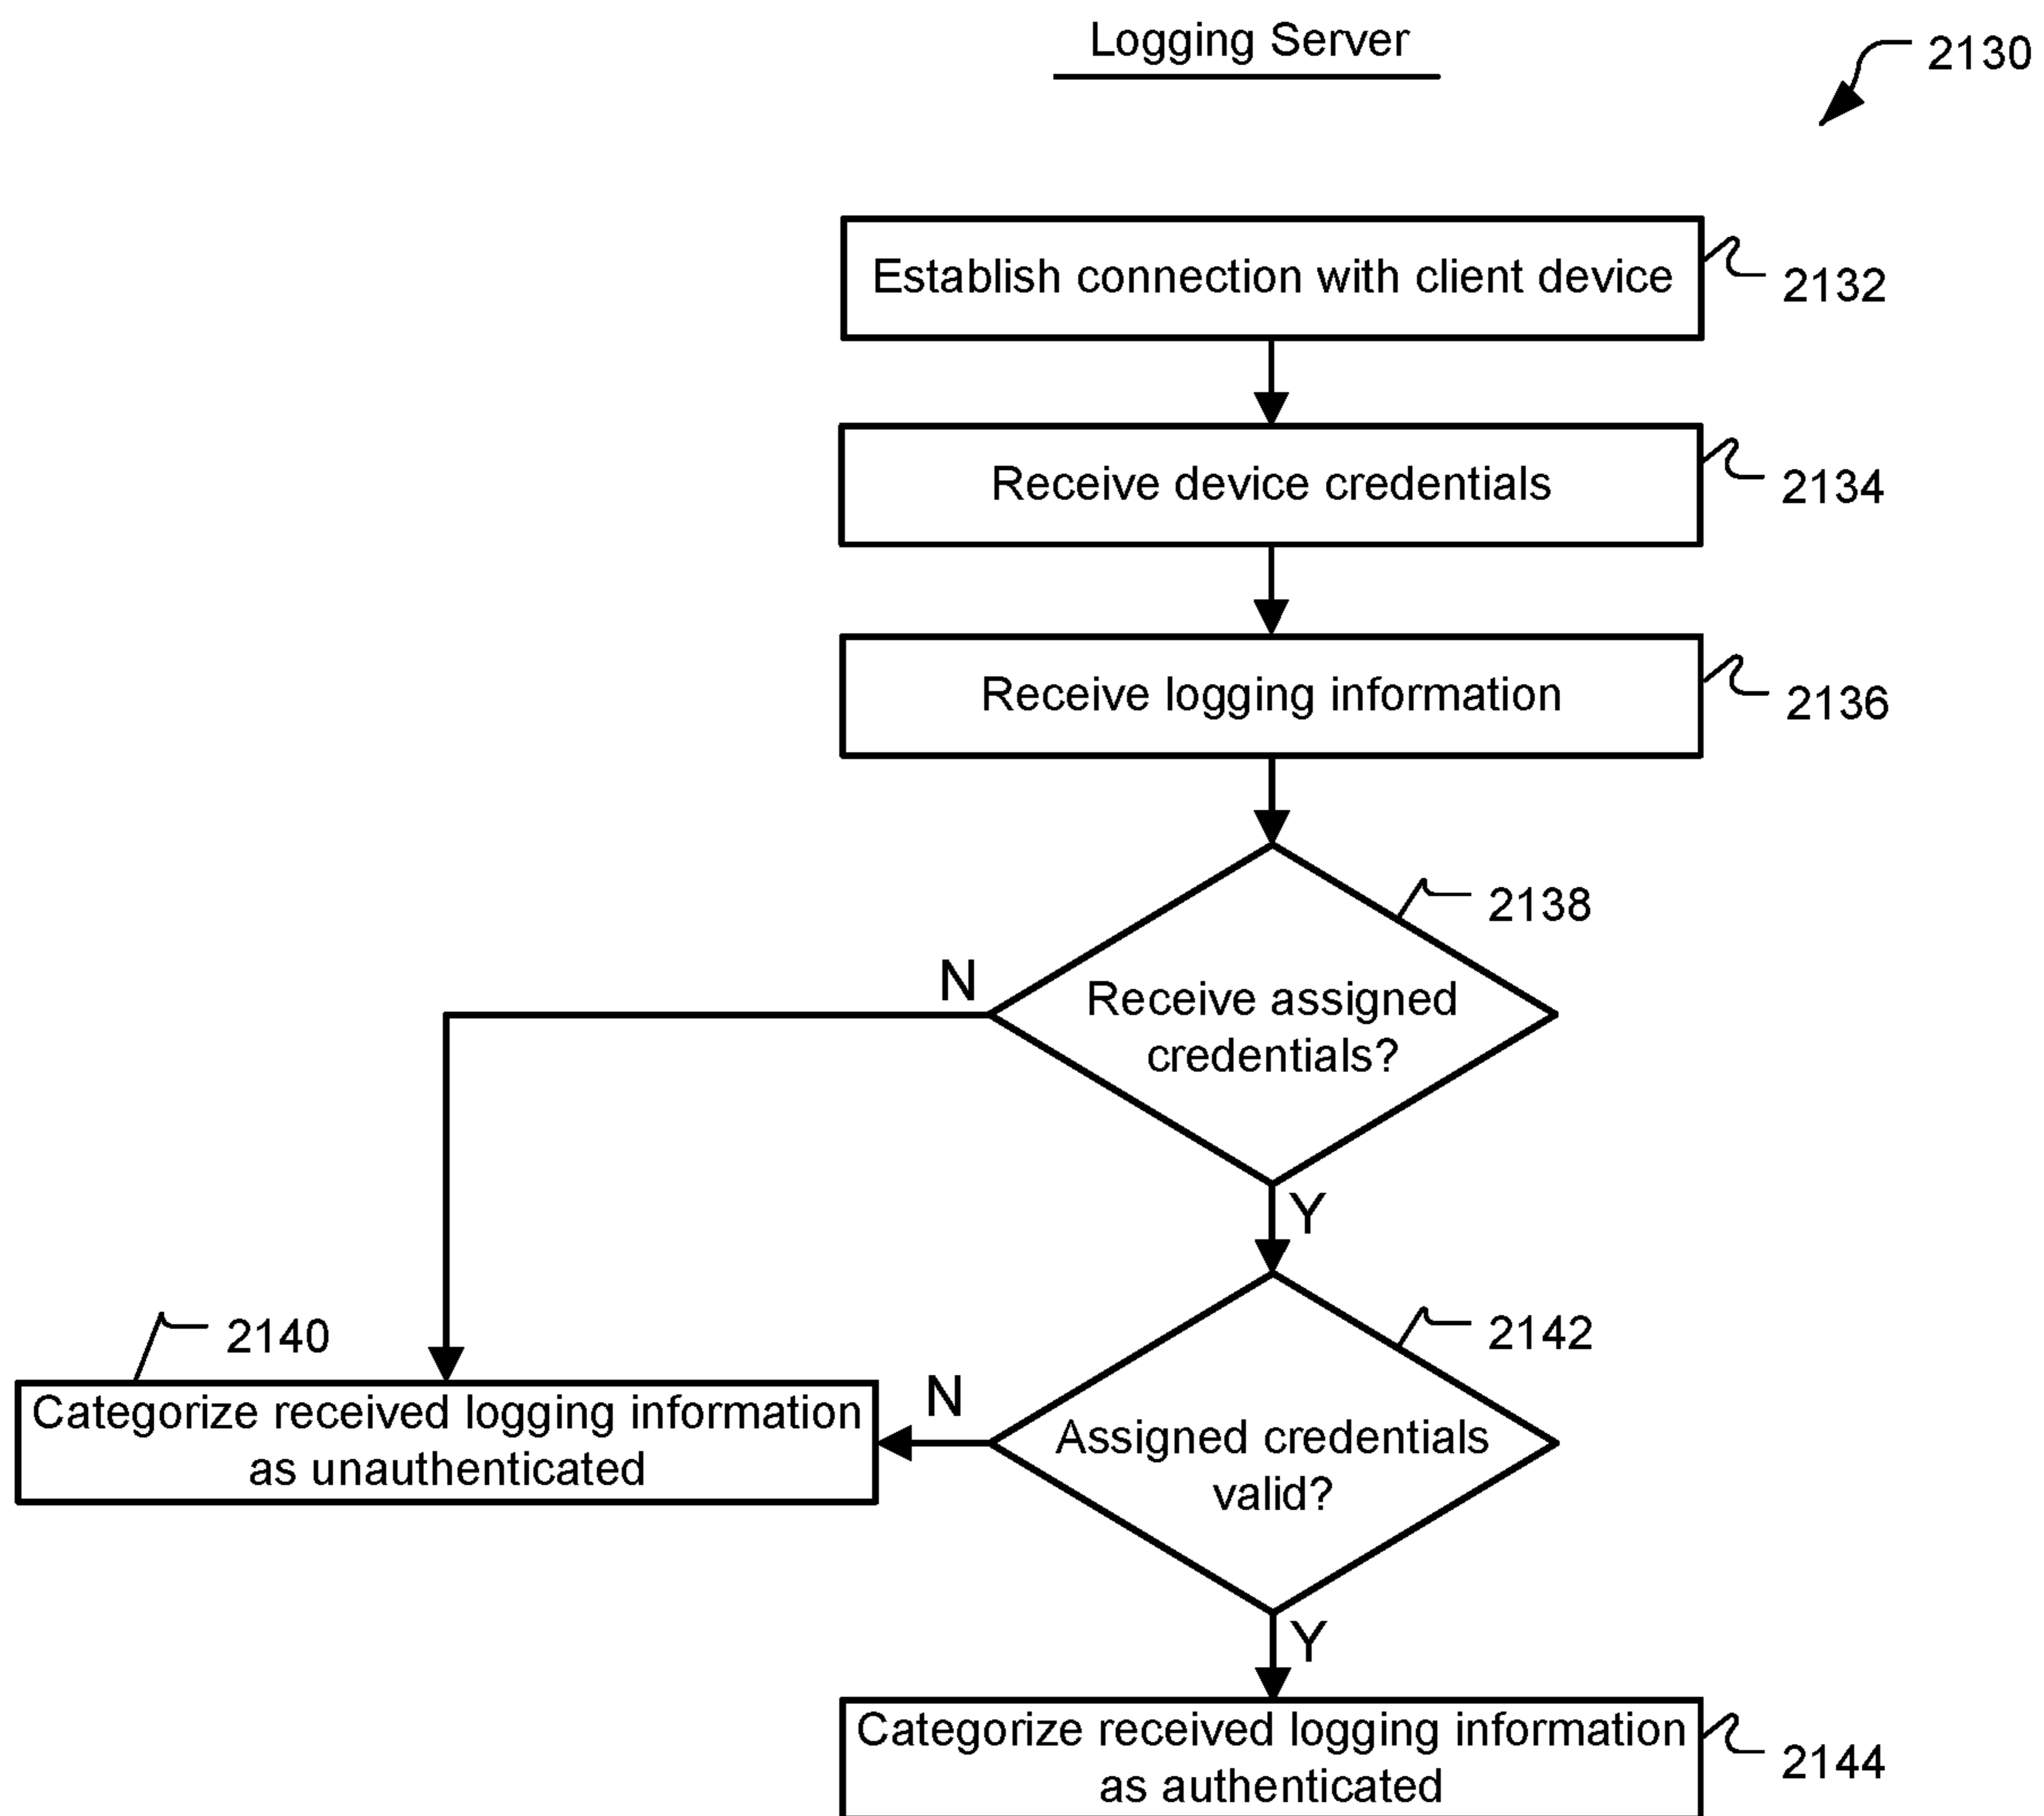 Logging Server
2130
Establish connection with client device
2132
Receive device credentials
2134
Receive logging information
2136
2138
N
Receive assigned
credentials?
Y
2140
2142
Categorize received logging information
as unauthenticated
N
Assigned credentials
valid?
Y
Categorize received logging information
as authenticated
2144